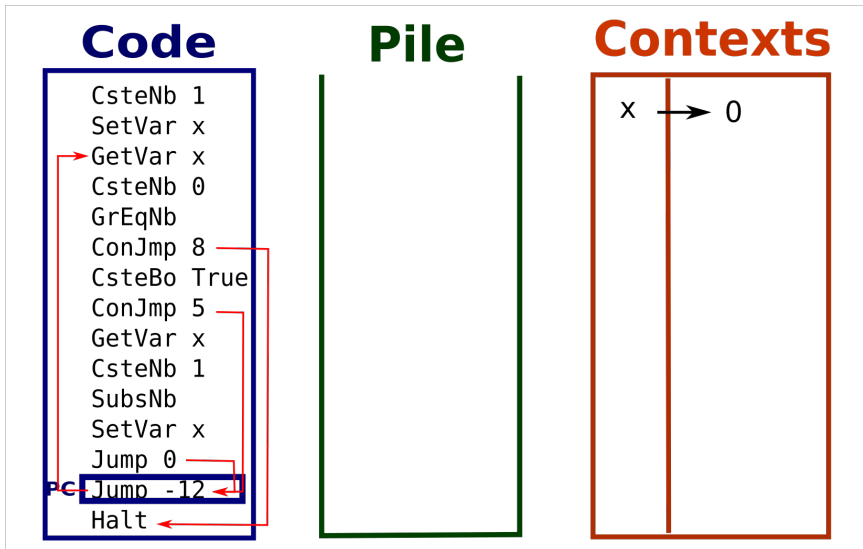 Code
Pile
Contexts
CsteNb 1
SetVar x
GetVar x
CsteNb 0
GrEqNb
ConJmp 8
CsteBo True
ConJmp 5
GetVar x
CsteNb 1
SubsNb
SetVar x
Jump 0
PC Jump -12
Halt
x 0